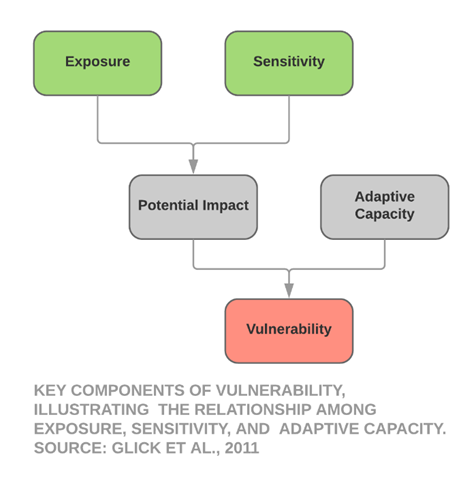 Exposure
Sensitivity
Potential Impact
Adaptive
Capacity
Vulnerability
KEY COMPONENTS OF VULNERABILITY,
ILLUSTRATING  THE RELATIONSHIP AMONG
EXPOSURE, SENSITIVITY, AND  ADAPTIVE CAPACITY.
SOURCE: GLICK ET AL., 2011